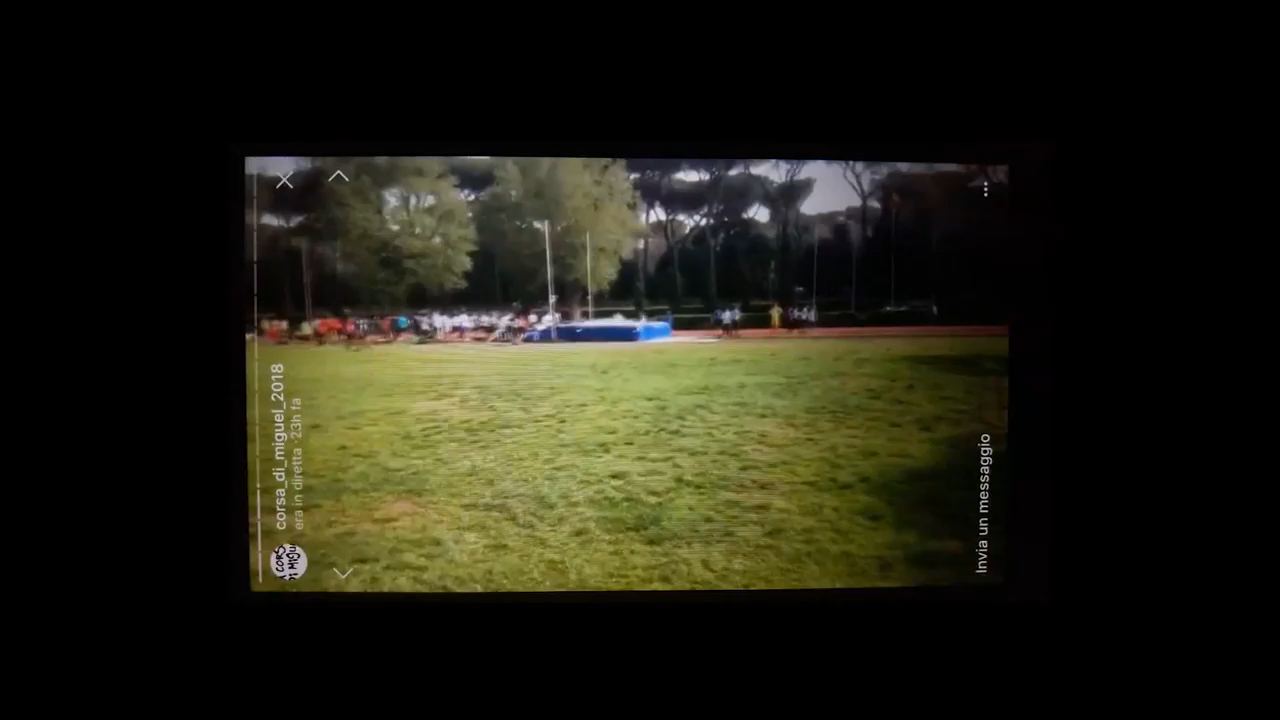 corsa_di_miguel_2018
era in diretta · 23h fa
Invia un messaggio